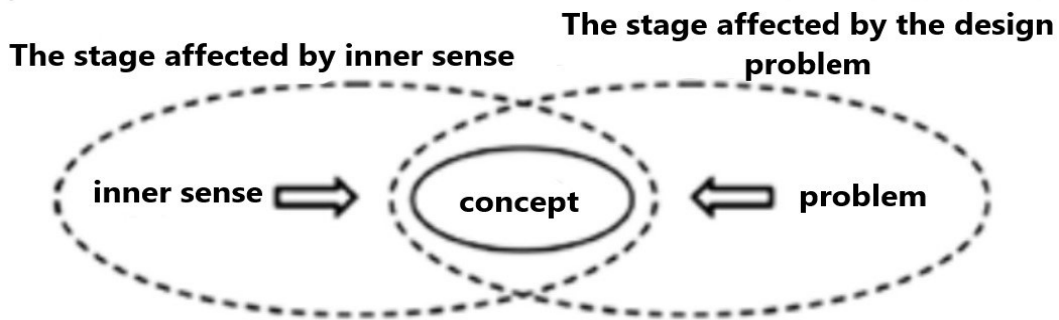 The stage affected by inner sense
The stage affected by the design
problem
inner sense
concept
problem